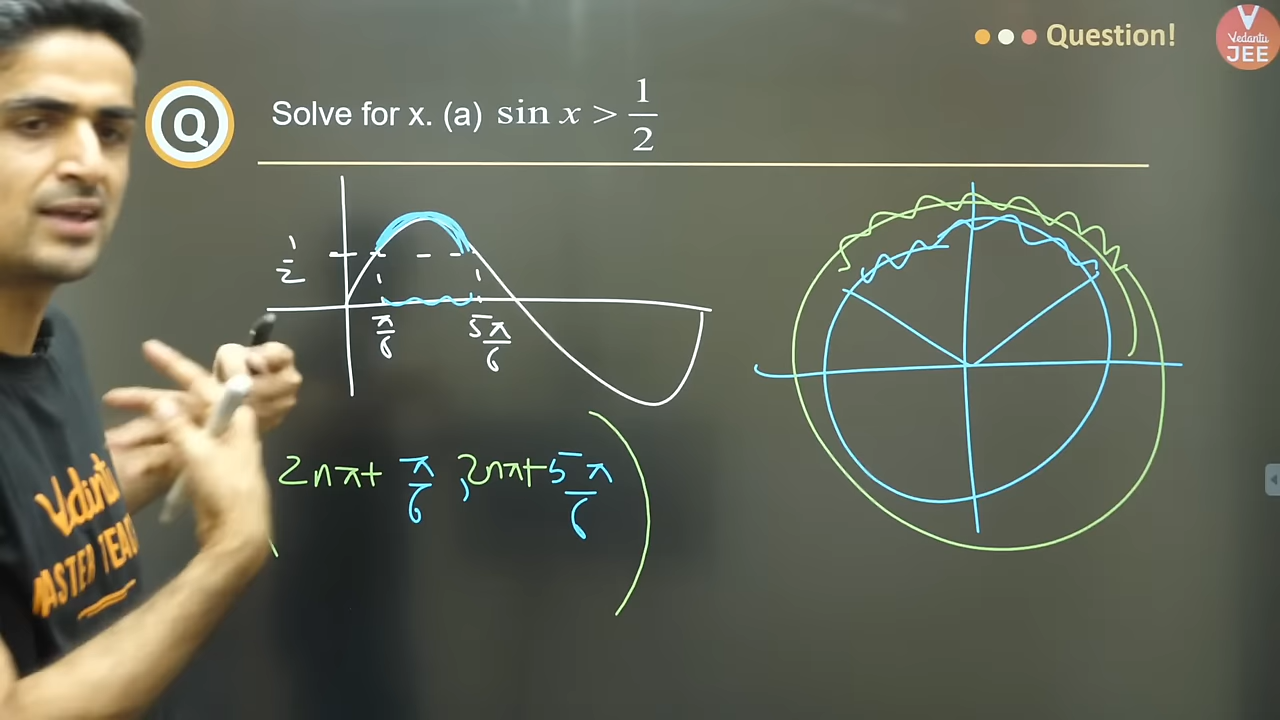 Question!
Vedantu
JEE
Q
Solve for x. (a) sin x > 1/2
1/2
π/6
5π/6
2nπ + π/6 , 2nπ + 5π/6
Vedantu
MASTER TEAC